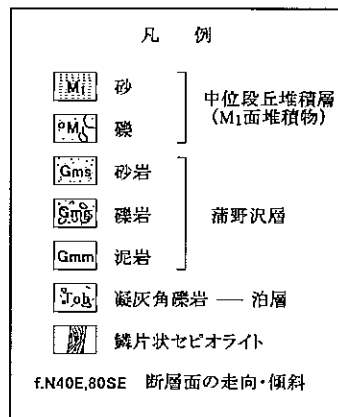 凡 例
Mi 砂
M 礫
中位段丘堆積層
(M1面堆積物)
Gms 砂岩
礫岩
Gmm 泥岩
蒲野沢層
Tob 凝灰角礫岩 — 泊層
鱗片状セピオライト
f.N40E,80SE 断層面の走向・傾斜